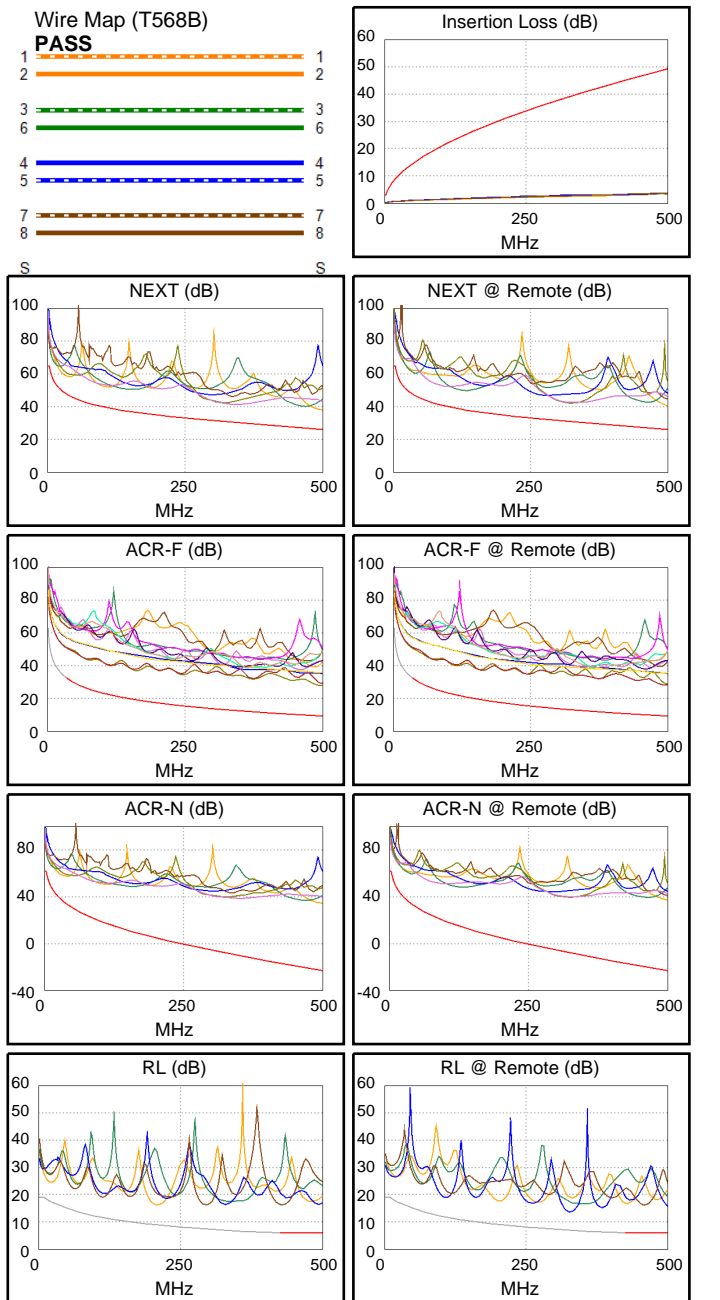 Wire Map (T568B)
PASS
1 1
2 2
3 3
6 6
4 4
5 5
7 7
8 8
S S
Insertion Loss (dB)
60
50
40
30
20
10
0
0 250 500
MHz
NEXT (dB)
100
80
60
40
20
0
0 250 500
MHz
NEXT @ Remote (dB)
100
80
60
40
20
0
0 250 500
MHz
ACR-F (dB)
100
80
60
40
20
0
0 250 500
MHz
ACR-F @ Remote (dB)
100
80
60
40
20
0
0 250 500
MHz
ACR-N (dB)
80
40
0
-40
0 250 500
MHz
ACR-N @ Remote (dB)
80
40
0
-40
0 250 500
MHz
RL (dB)
60
50
40
30
20
10
0
0 250 500
MHz
RL @ Remote (dB)
60
50
40
30
20
10
0
0 250 500
MHz